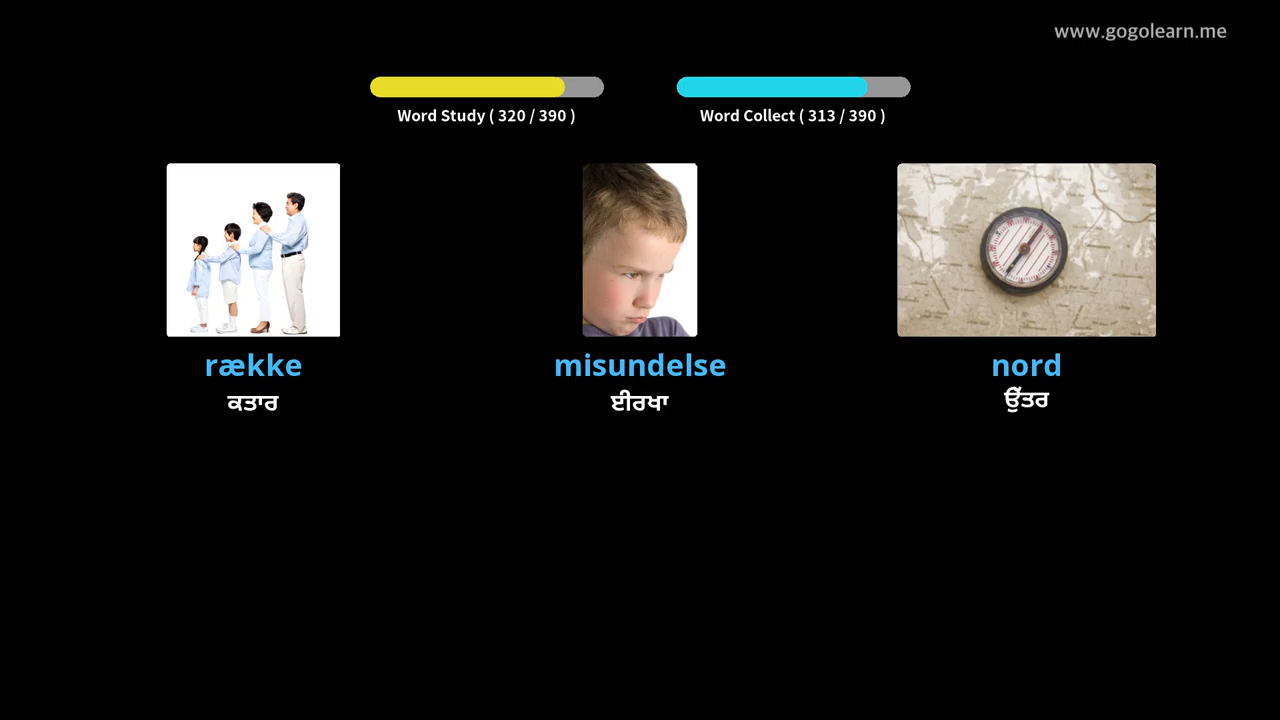 www.gogolearn.me
Word Study ( 320 / 390 )
Word Collect ( 313 / 390 )
række
misundelse
nord
ਕਤਾਰ
ਈਰਖਾ
ਉੱਤਰ